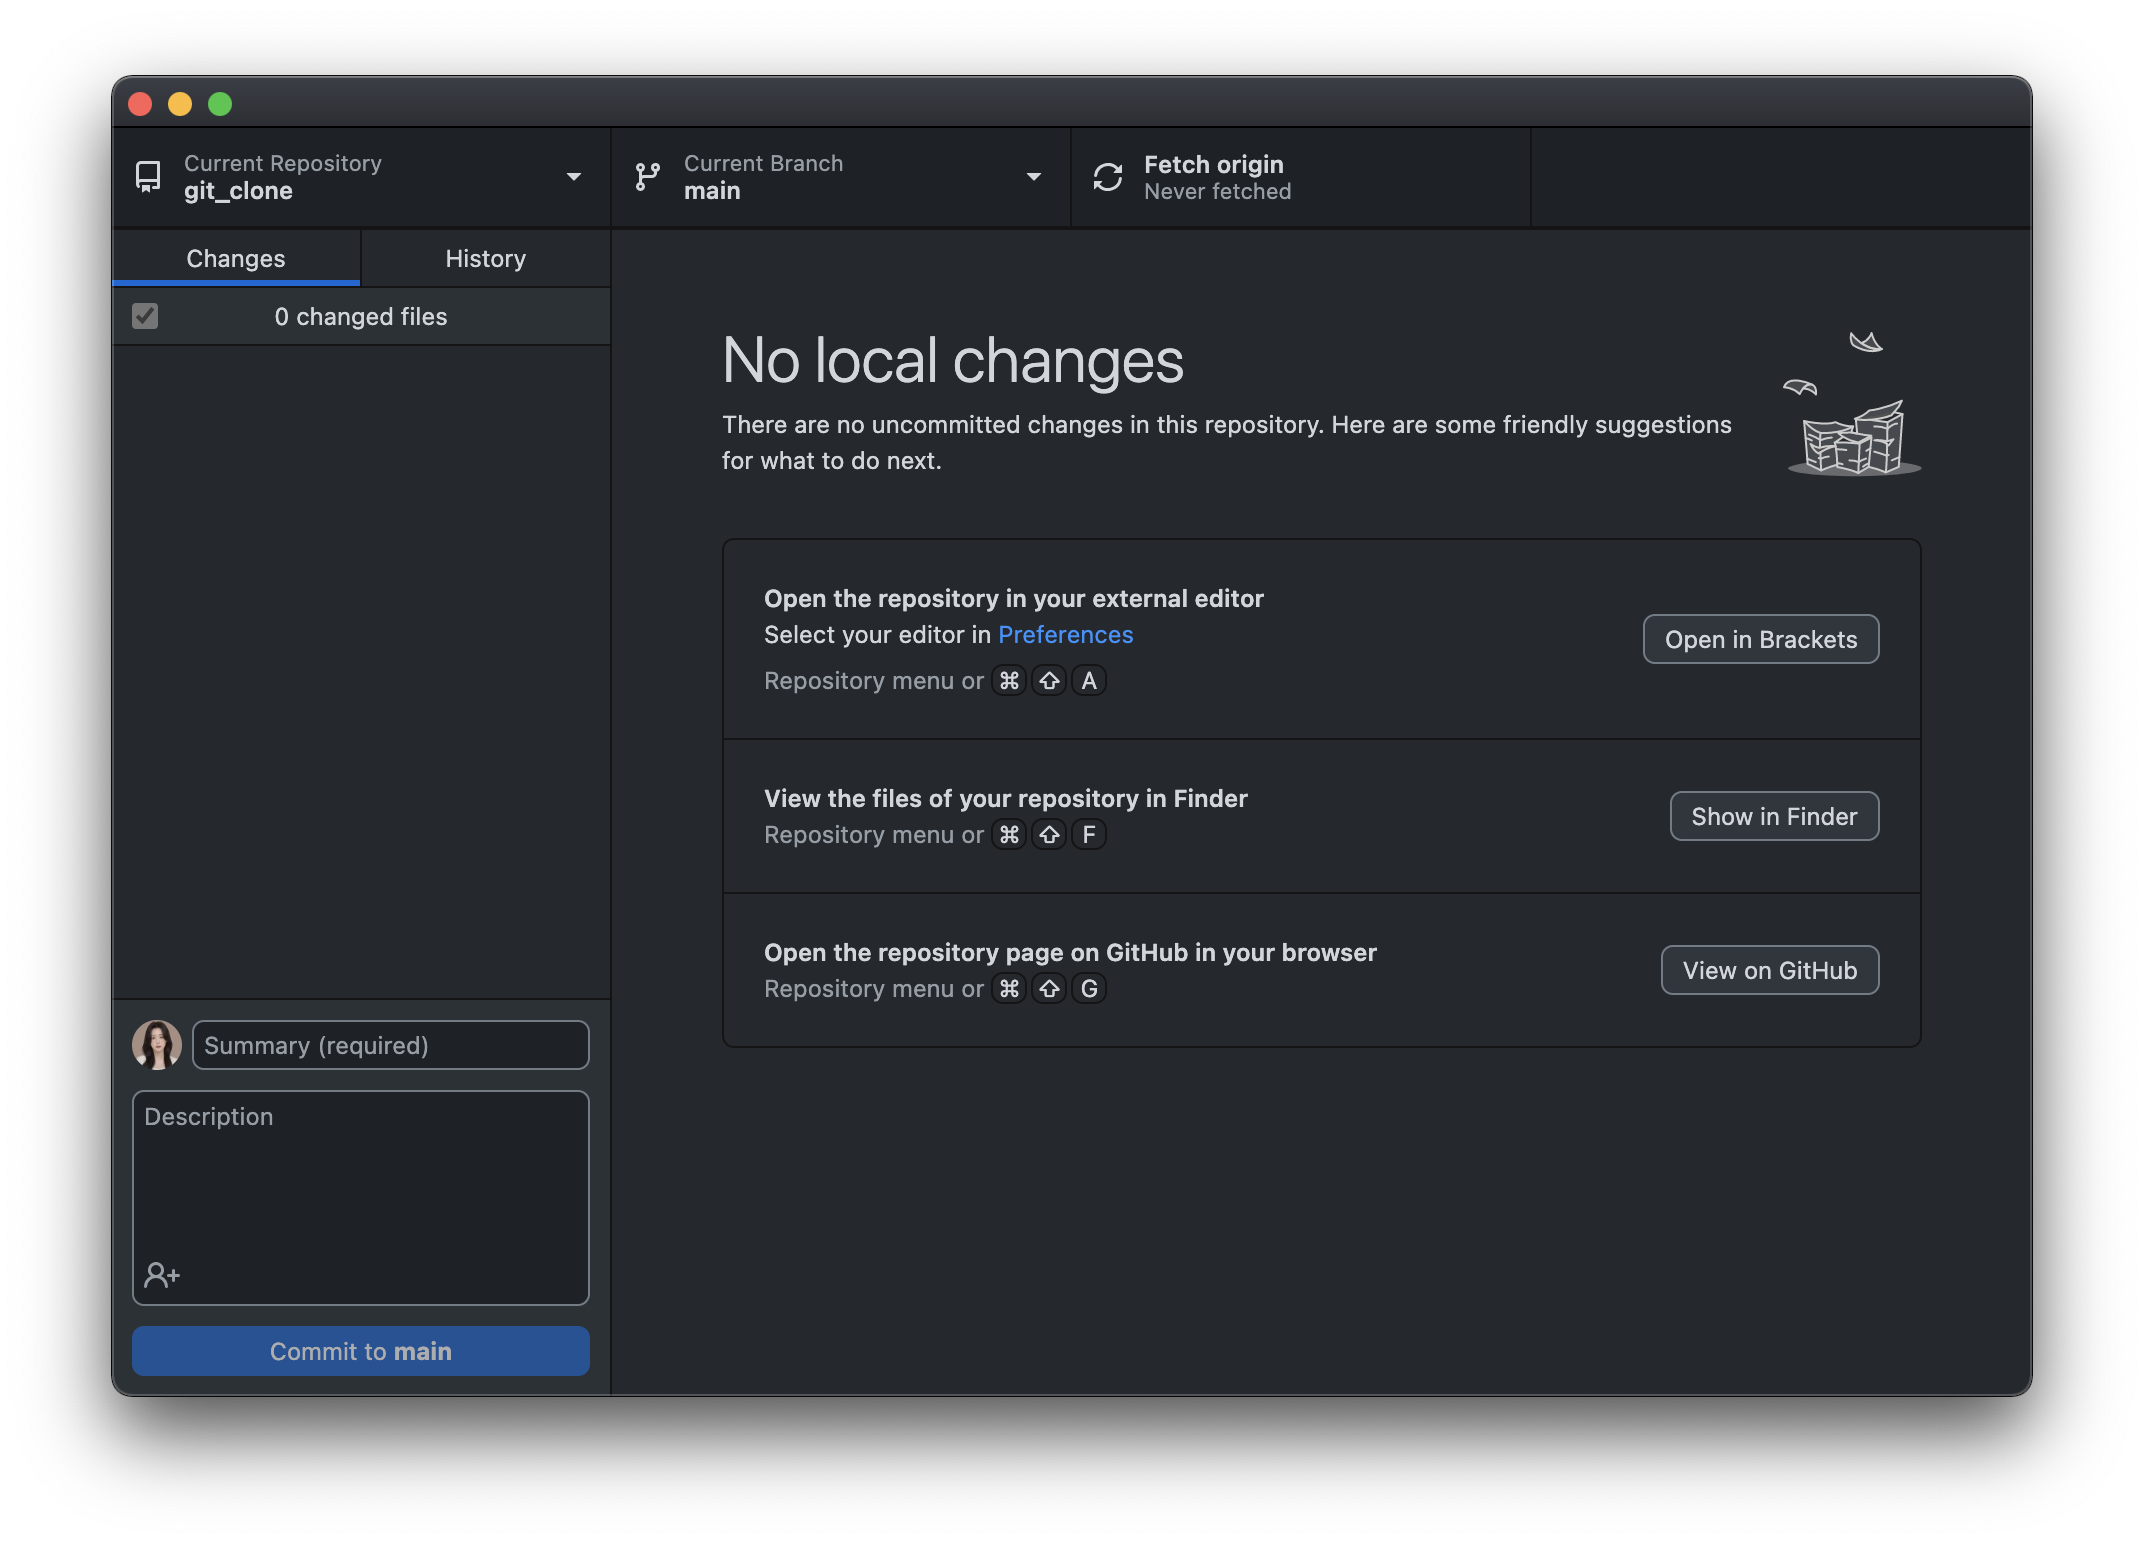 Current Repository
git_clone
Current Branch
main
Fetch origin
Never fetched
Changes
History
0 changed files
No local changes
There are no uncommitted changes in this repository. Here are some friendly suggestions
for what to do next.
Open the repository in your external editor
Select your editor in Preferences
Repository menu or ⌘ ⇧ A
Open in Brackets
View the files of your repository in Finder
Repository menu or ⌘ ⇧ F
Show in Finder
Open the repository page on GitHub in your browser
Repository menu or ⌘ ⇧ G
View on GitHub
Summary (required)
Description
Commit to main